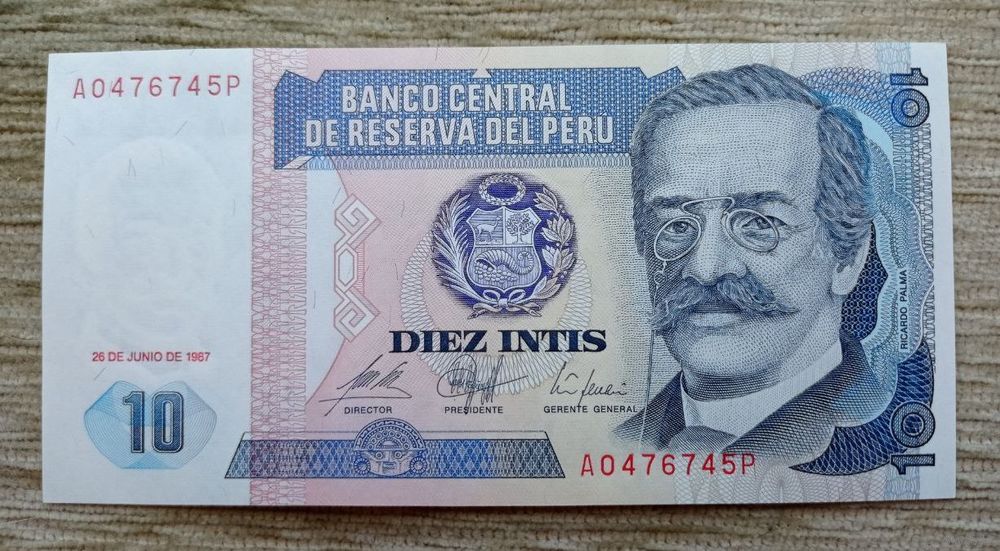 A0476745P
BANCO CENTRAL
DE RESERVA DEL PERU
10
DIEZ INTIS
RICARDO PALMA
26 DE JUNIO DE 1987
DIRECTOR
PRESIDENTE
GERENTE GENERAL
10
A0476745P
10